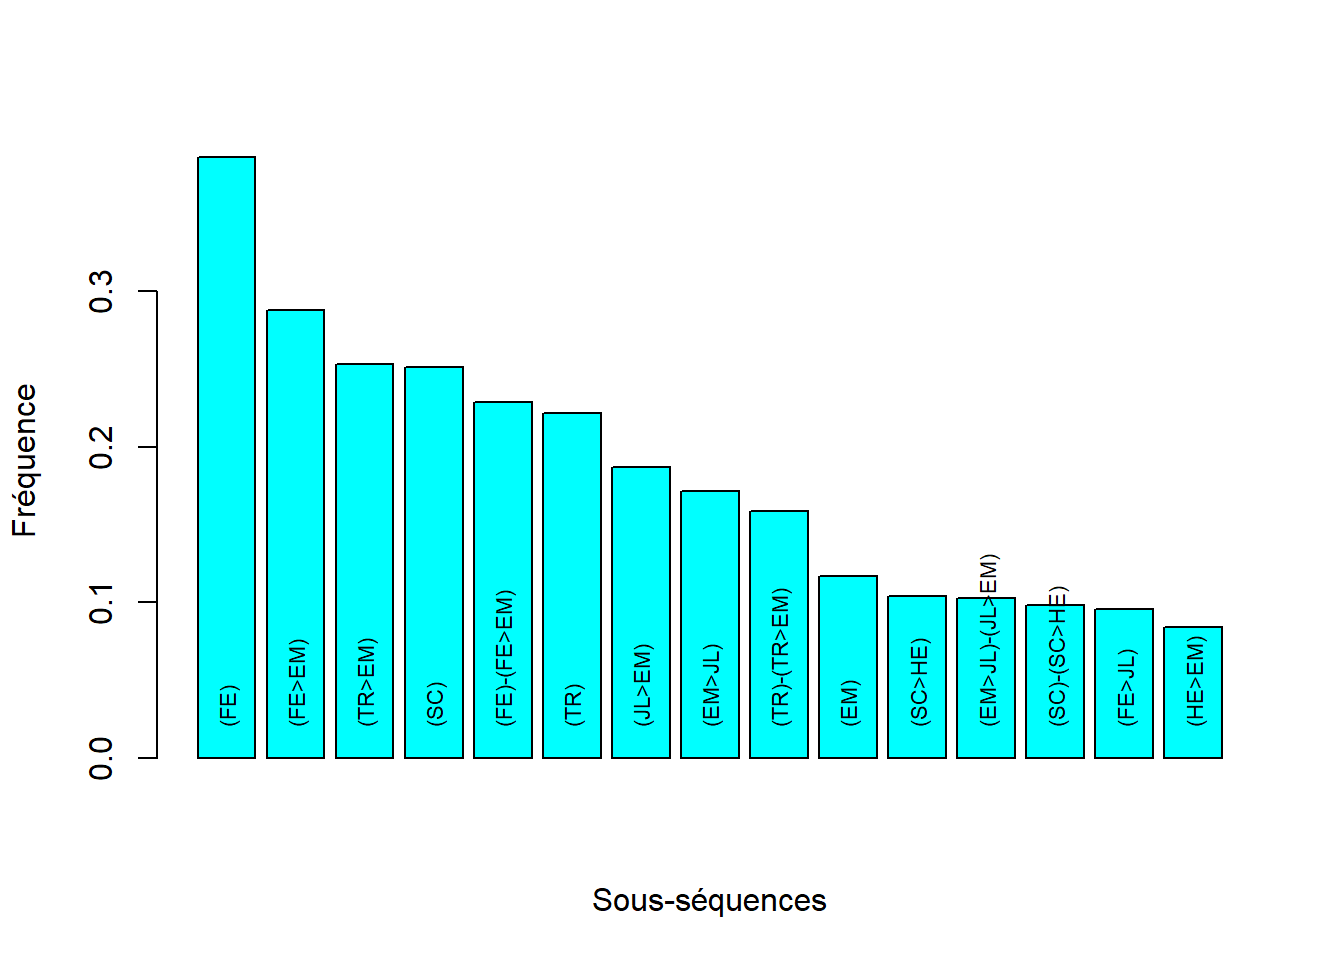 Fréquence
0.3
0.2
0.1
0.0
(FE)
(FE>EM)
(TR>EM)
(SC)
(FE)-(FE>EM)
(TR)
(JL>EM)
(EM>JL)
(TR)-(TR>EM)
(EM)
(SC>HE)
(EM>JL)-(JL>EM)
(SC)-(SC>HE)
(FE>JL)
(HE>EM)
Sous-séquences